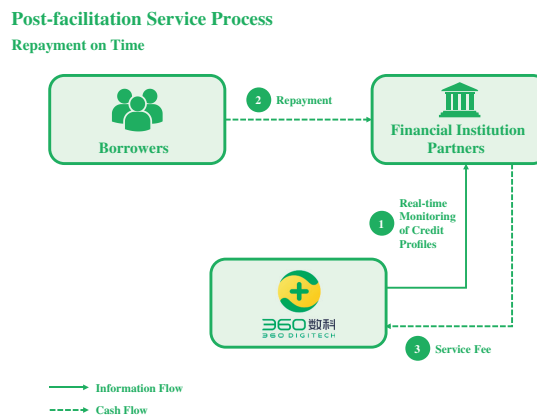 Post-facilitation Service Process
Repayment on Time
2 Repayment
Borrowers
Financial Institution
Partners
1
Real-time
Monitoring
of Credit
Profiles
360数科
360 DIGITECH
3 Service Fee
Information Flow
Cash Flow